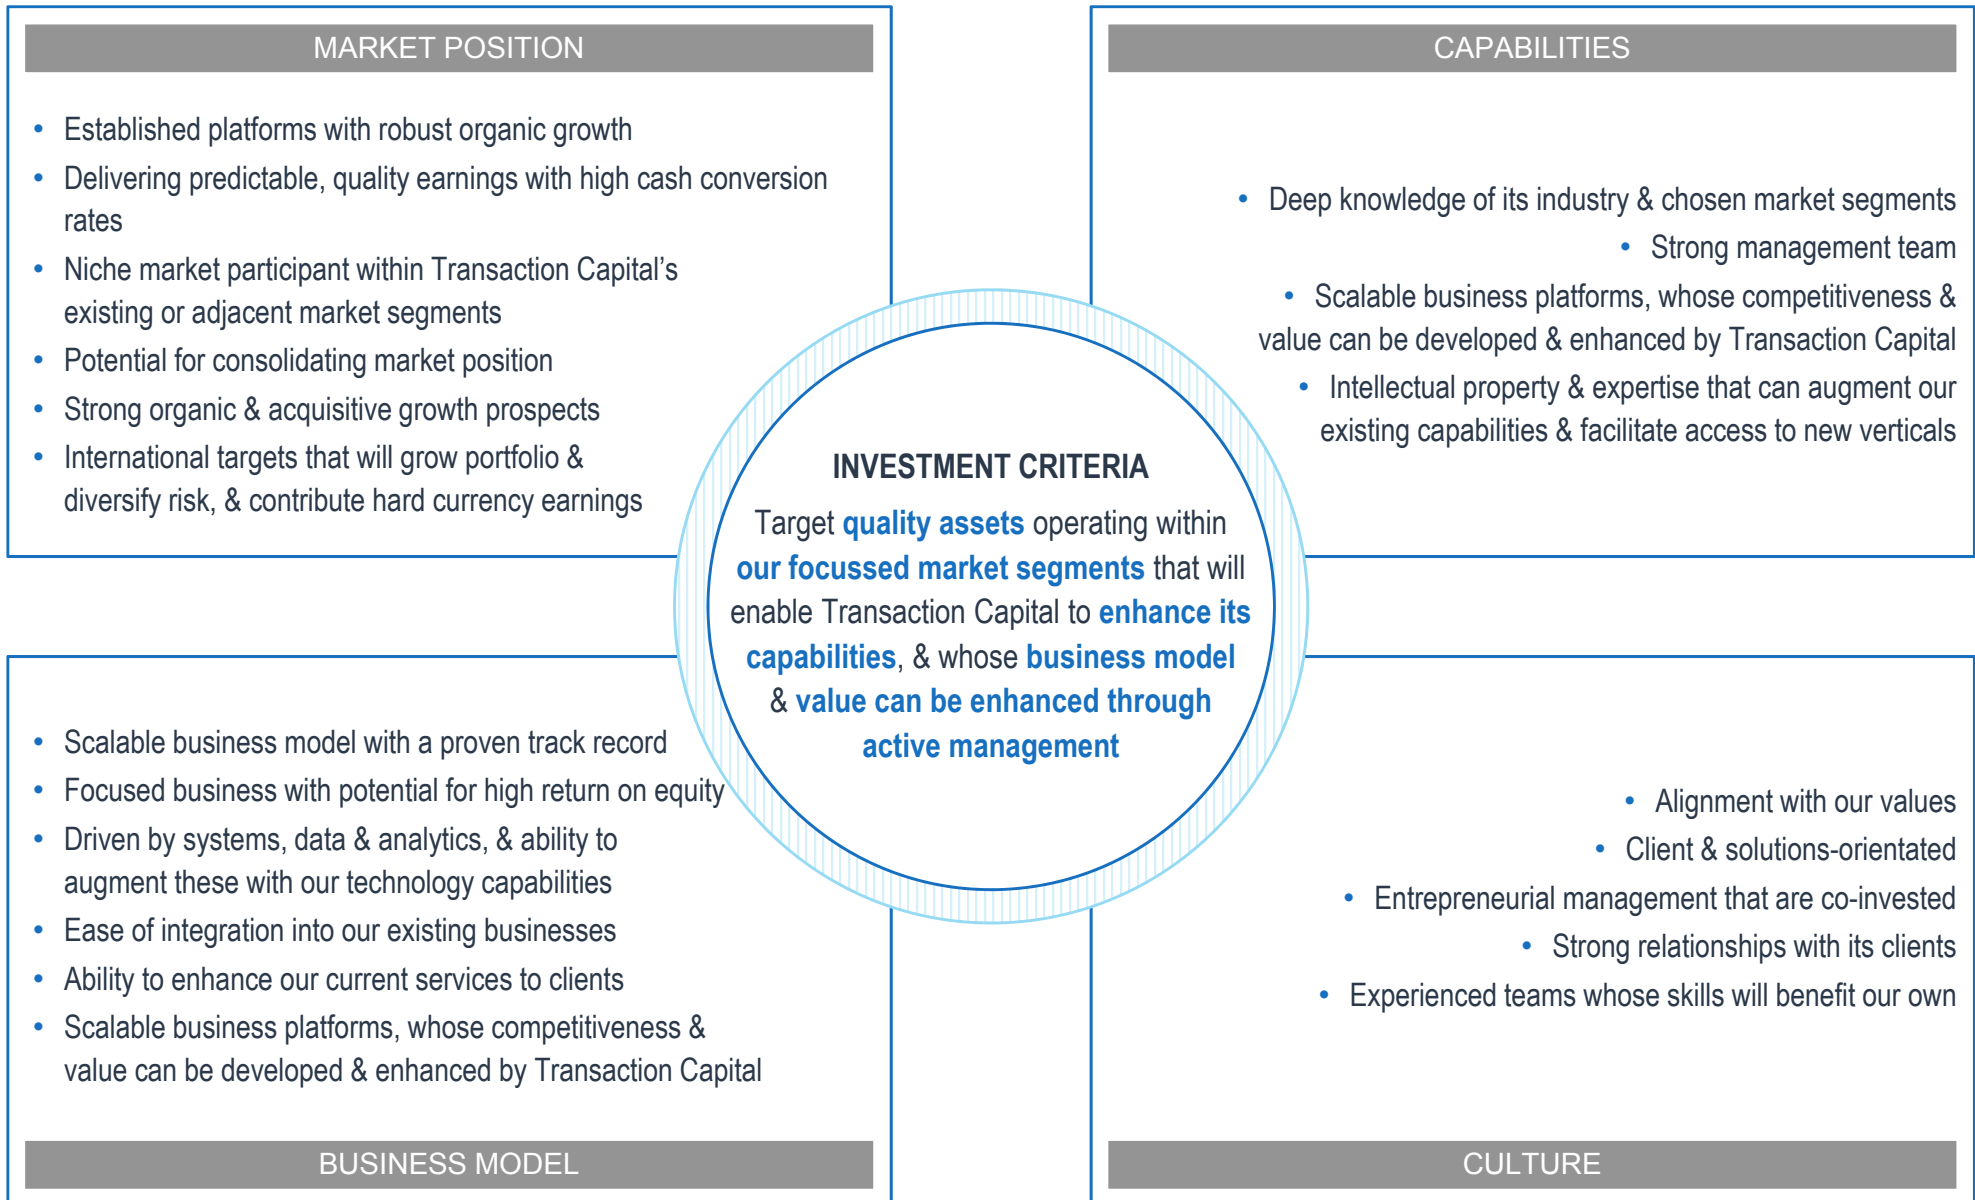 MARKET POSITION
• Established platforms with robust organic growth
• Delivering predictable, quality earnings with high cash conversion
rates
• Niche market participant within Transaction Capital’s
existing or adjacent market segments
• Potential for consolidating market position
• Strong organic & acquisitive growth prospects
• International targets that will grow portfolio &
diversify risk, & contribute hard currency earnings
CAPABILITIES
• Deep knowledge of its industry & chosen market segments
• Strong management team
• Scalable business platforms, whose competitiveness &
value can be developed & enhanced by Transaction Capital
• Intellectual property & expertise that can augment our
existing capabilities & facilitate access to new verticals
INVESTMENT CRITERIA
Target quality assets operating within
our focussed market segments that will
enable Transaction Capital to enhance its
capabilities, & whose business model
& value can be enhanced through
active management
• Scalable business model with a proven track record
• Focused business with potential for high return on equity
• Driven by systems, data & analytics, & ability to
augment these with our technology capabilities
• Ease of integration into our existing businesses
• Ability to enhance our current services to clients
• Scalable business platforms, whose competitiveness &
value can be developed & enhanced by Transaction Capital
BUSINESS MODEL
• Alignment with our values
• Client & solutions-orientated
• Entrepreneurial management that are co-invested
• Strong relationships with its clients
• Experienced teams whose skills will benefit our own
CULTURE